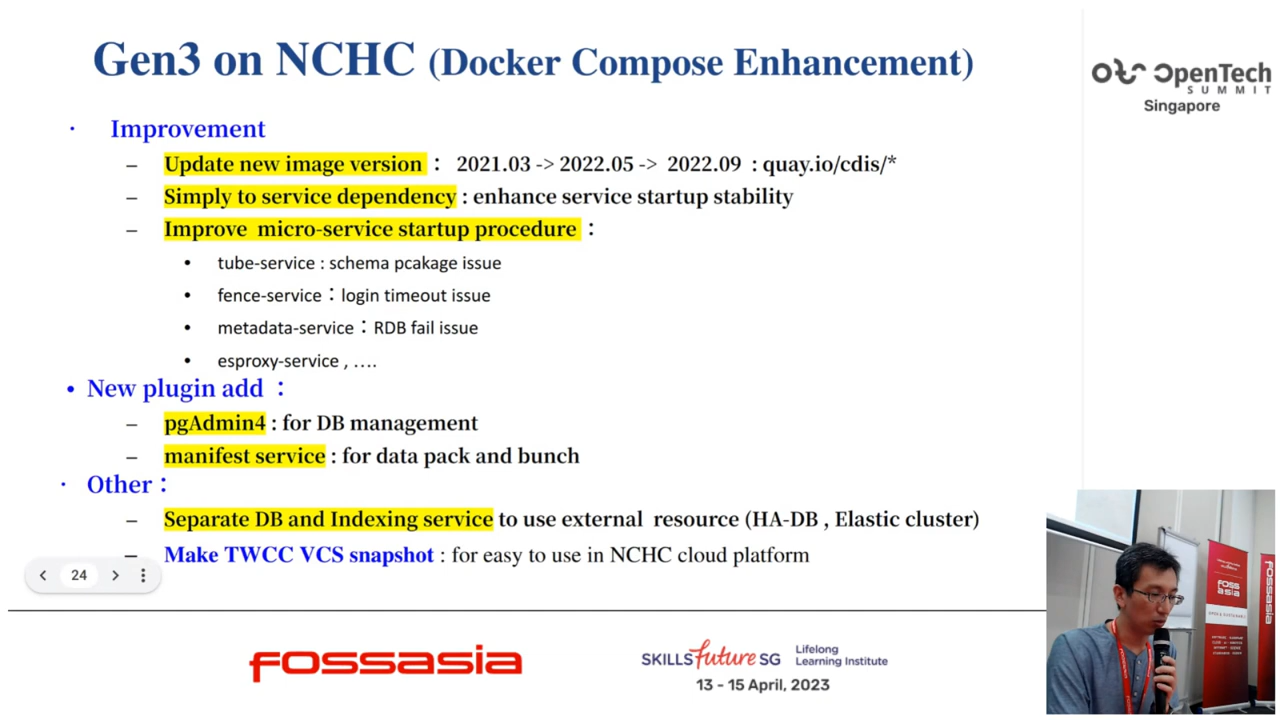 Gen3 on NCHC (Docker Compose Enhancement)
OpenTech
SUMMIT
Singapore
· Improvement
– Update new image version： 2021.03 -> 2022.05 -> 2022.09 : quay.io/cdis/*
– Simply to service dependency : enhance service startup stability
– Improve micro-service startup procedure：
• tube-service : schema pcakage issue
• fence-service：login timeout issue
• metadata-service：RDB fail issue
• esproxy-service , ….
• New plugin add：
– pgAdmin4 : for DB management
– manifest service : for data pack and bunch
· Other：
– Separate DB and Indexing service to use external resource (HA-DB , Elastic cluster)
– Make TWCC VCS snapshot : for easy to use in NCHC cloud platform
24
FOSSASIA
SKILLS future SG Lifelong Learning Institute
13 - 15 April, 2023
FOSS
ASIA
FOSSASIA